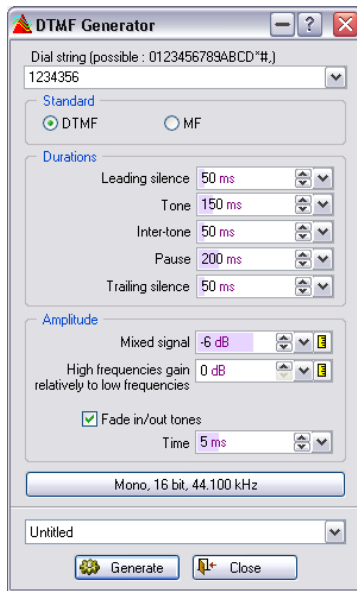 DTMF Generator
Dial string (possible : 0123456789ABCD*#,)
1234356
Standard
DTMF MF
Durations
Leading silence 50 ms
Tone 150 ms
Inter-tone 50 ms
Pause 200 ms
Trailing silence 50 ms
Amplitude
Mixed signal -6 dB
High frequencies gain
relatively to low frequencies 0 dB
Fade in/out tones
Time 5 ms
Mono, 16 bit, 44.100 kHz
Untitled
Generate Close